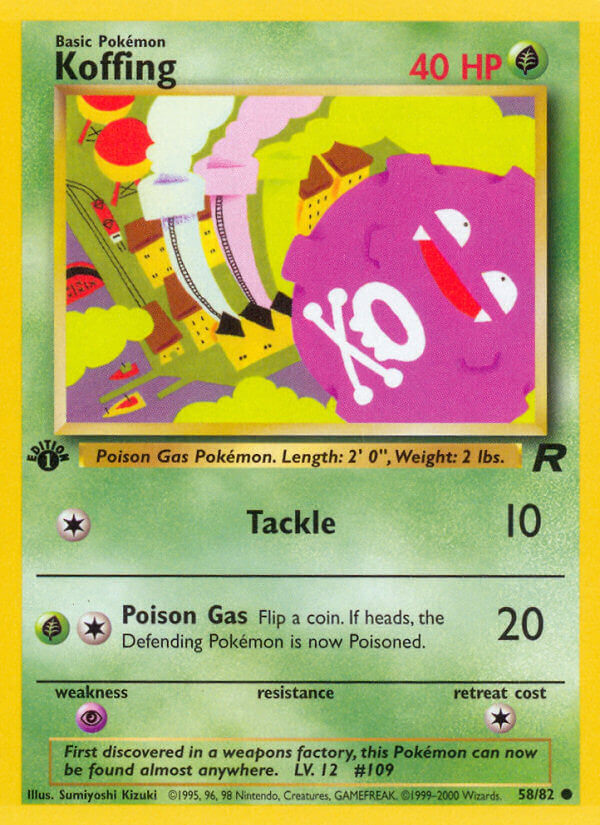 Basic Pokémon
Koffing
40 HP
EDITION
1
Poison Gas Pokémon. Length: 2' 0", Weight: 2 lbs.
R
Tackle 10
Poison Gas Flip a coin. If heads, the
Defending Pokémon is now Poisoned.
20
weakness resistance retreat cost
First discovered in a weapons factory, this Pokémon can now
be found almost anywhere. LV. 12 #109
Illus. Sumiyoshi Kizuki ©1995, 96, 98 Nintendo, Creatures, GAMEFREAK. ©1999-2000 Wizards. 58/82 ●